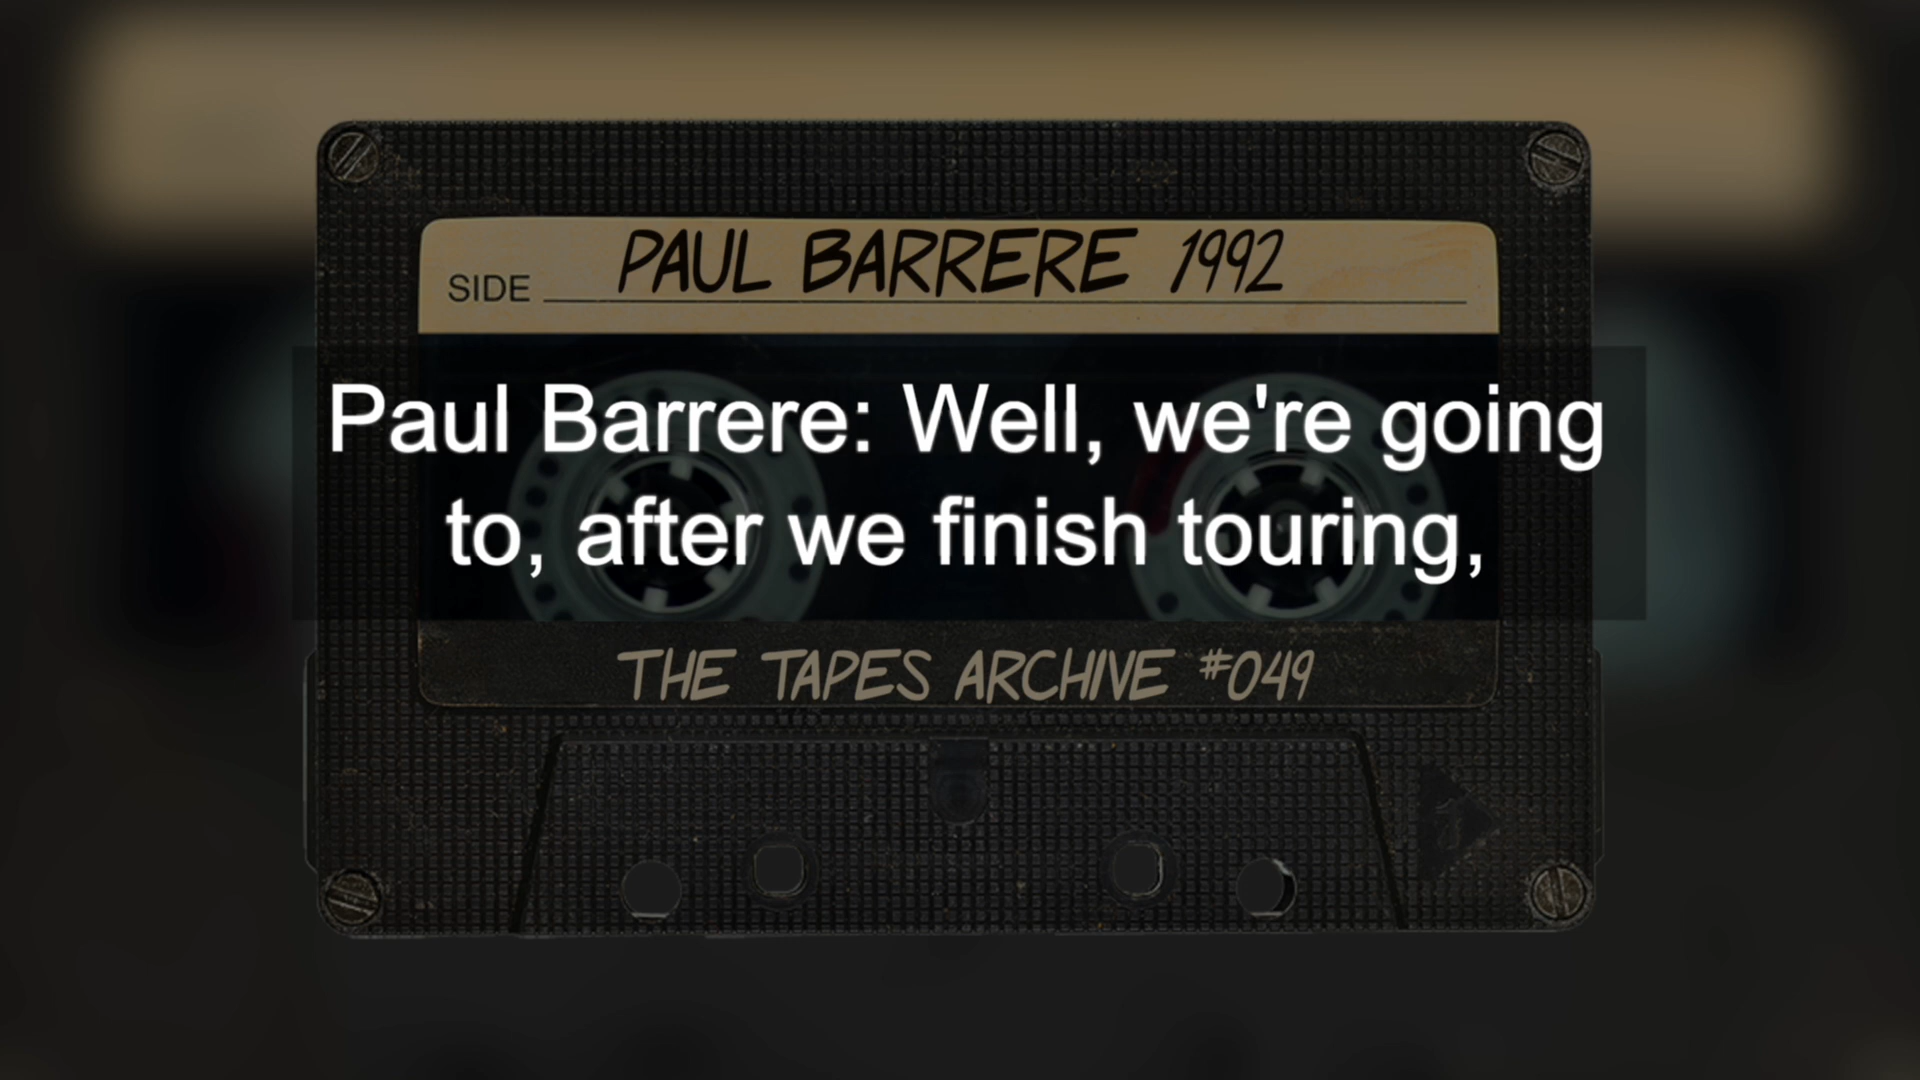 SIDE PAUL BARRERE 1992
Paul Barrere: Well, we're going
to, after we finish touring,
THE TAPES ARCHIVE #049